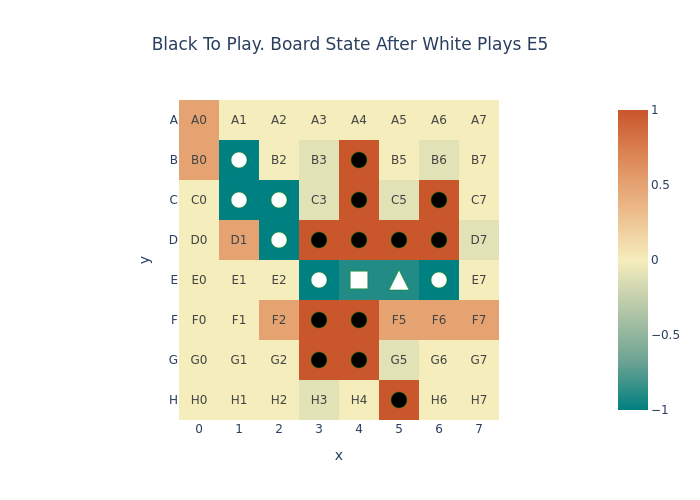 Black To Play. Board State After White Plays E5
A A0 A1 A2 A3 A4 A5 A6 A7
B B0 B2 B3 B5 B6 B7
C C0 C3 C5 C7
D D0 D1 D7
E E0 E1 E2 E7
F F0 F1 F2 F5 F6 F7
G G0 G1 G2 G5 G6 G7
H H0 H1 H2 H3 H4 H6 H7
0 1 2 3 4 5 6 7
x
y
1
0.5
0
−0.5
−1